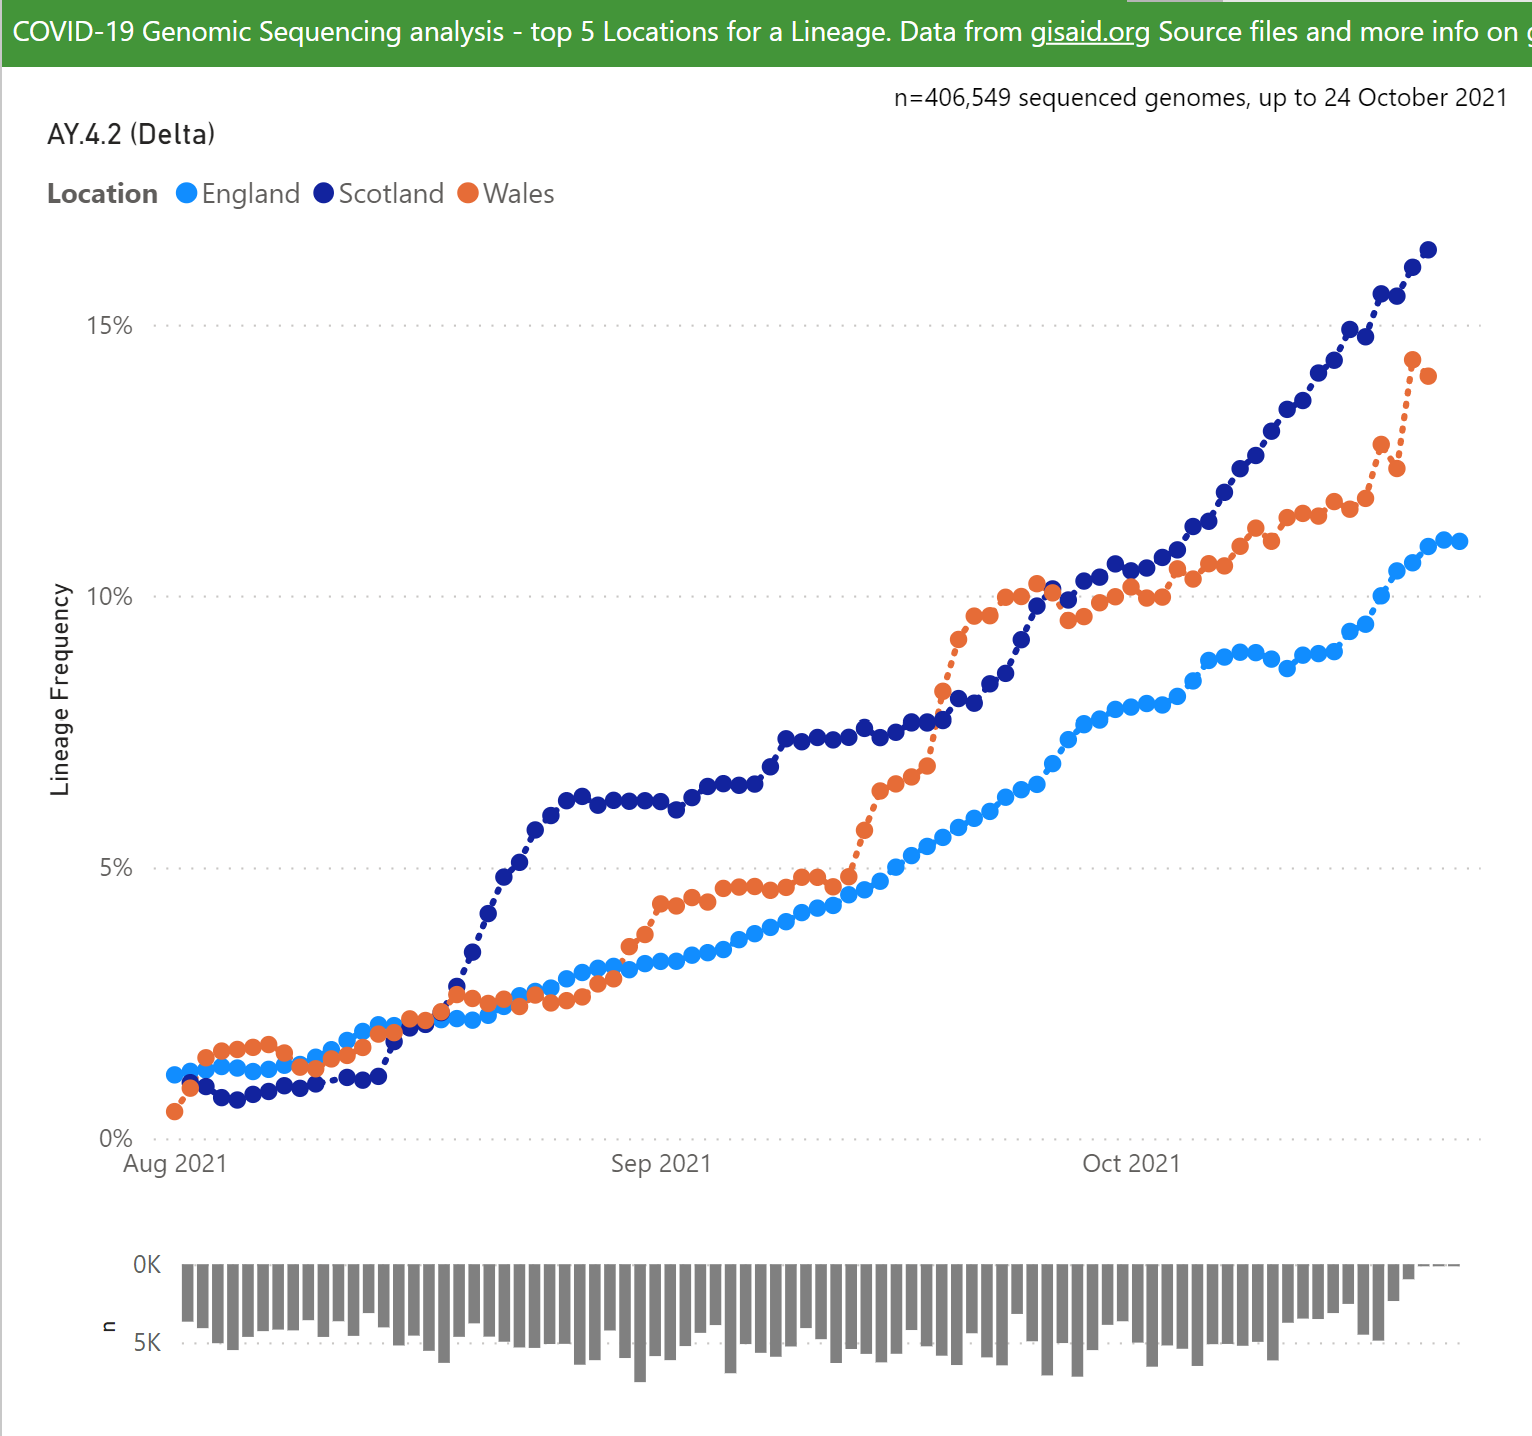 COVID-19 Genomic Sequencing analysis - top 5 Locations for a Lineage. Data from gisaid.org Source files and more info on
n=406,549 sequenced genomes, up to 24 October 2021
AY.4.2 (Delta)
Location England Scotland Wales
15%
10%
Lineage Frequency
5%
0%
Aug 2021 Sep 2021 Oct 2021
0K
n
5K